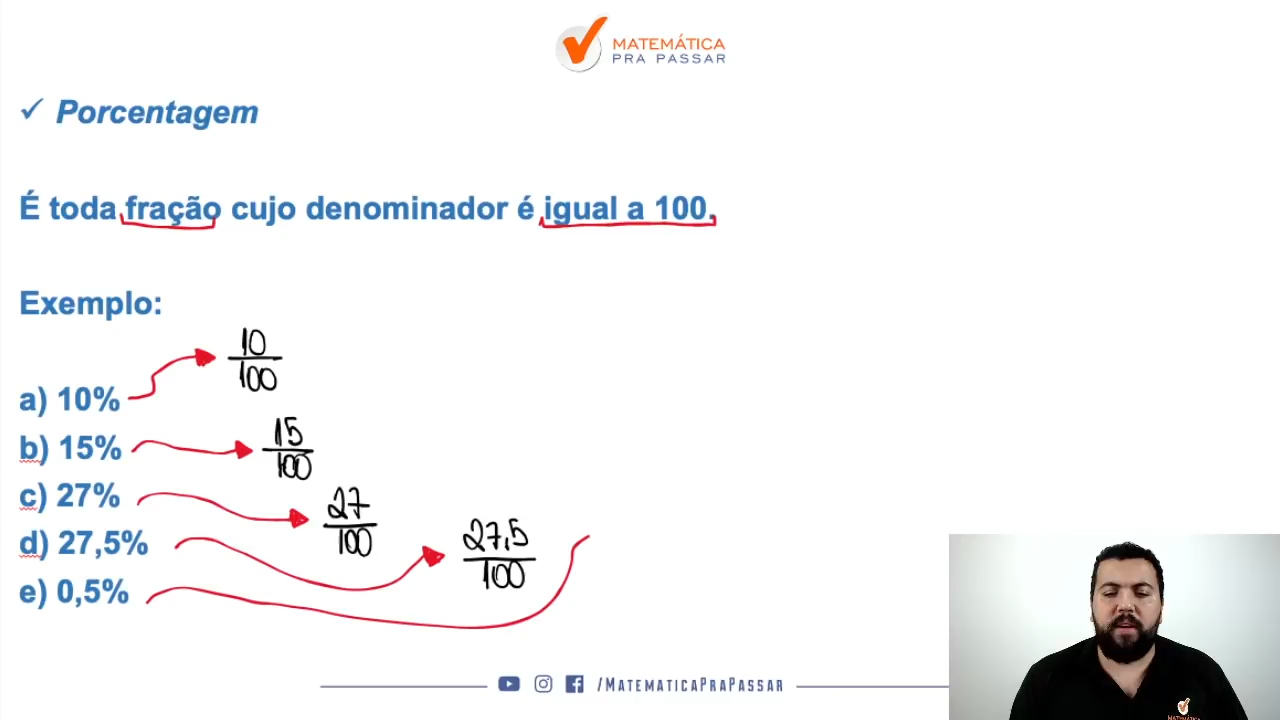 MATEMÁTICA
PRA PASSAR
✓ Porcentagem
É toda fração cujo denominador é igual a 100.
Exemplo:
a) 10%
10
100
b) 15%
15
100
c) 27%
27
100
d) 27,5%
27,5
100
e) 0,5%
/MATEMATICAPRAPASSAR
MATEMÁTICA